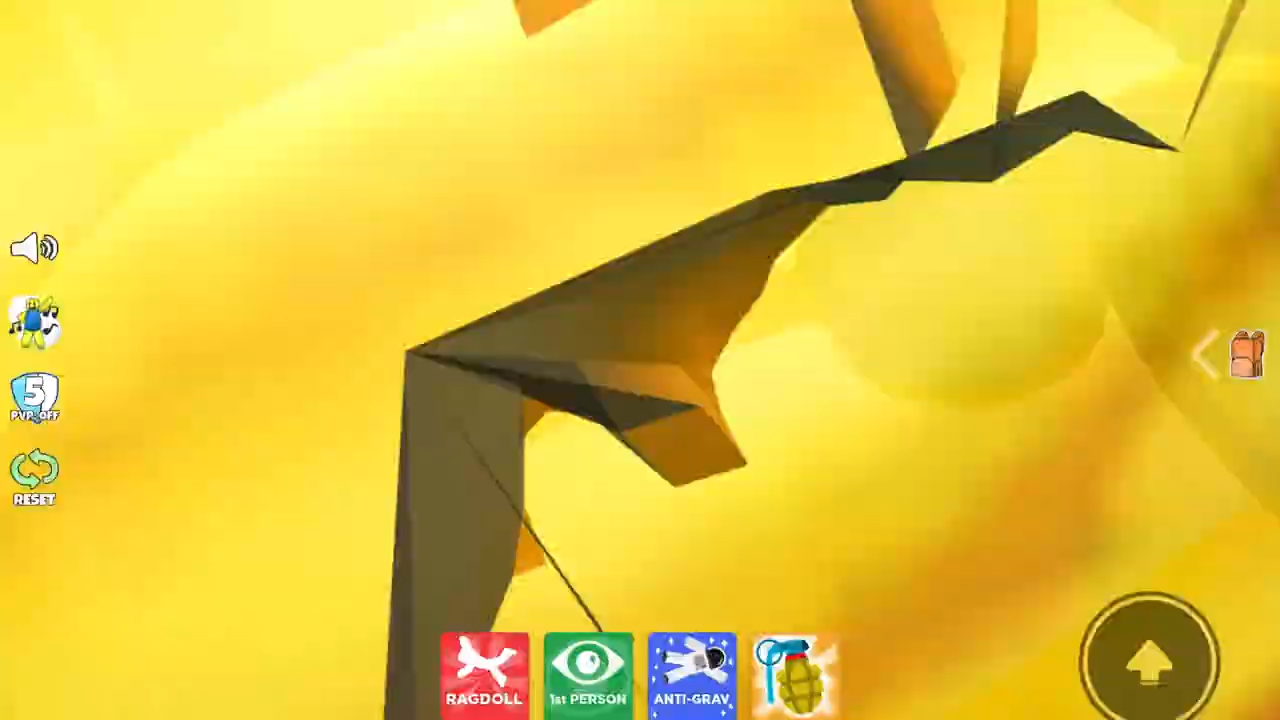 5
PVP: OFF
RESET
RAGDOLL
1st PERSON
ANTI-GRAV